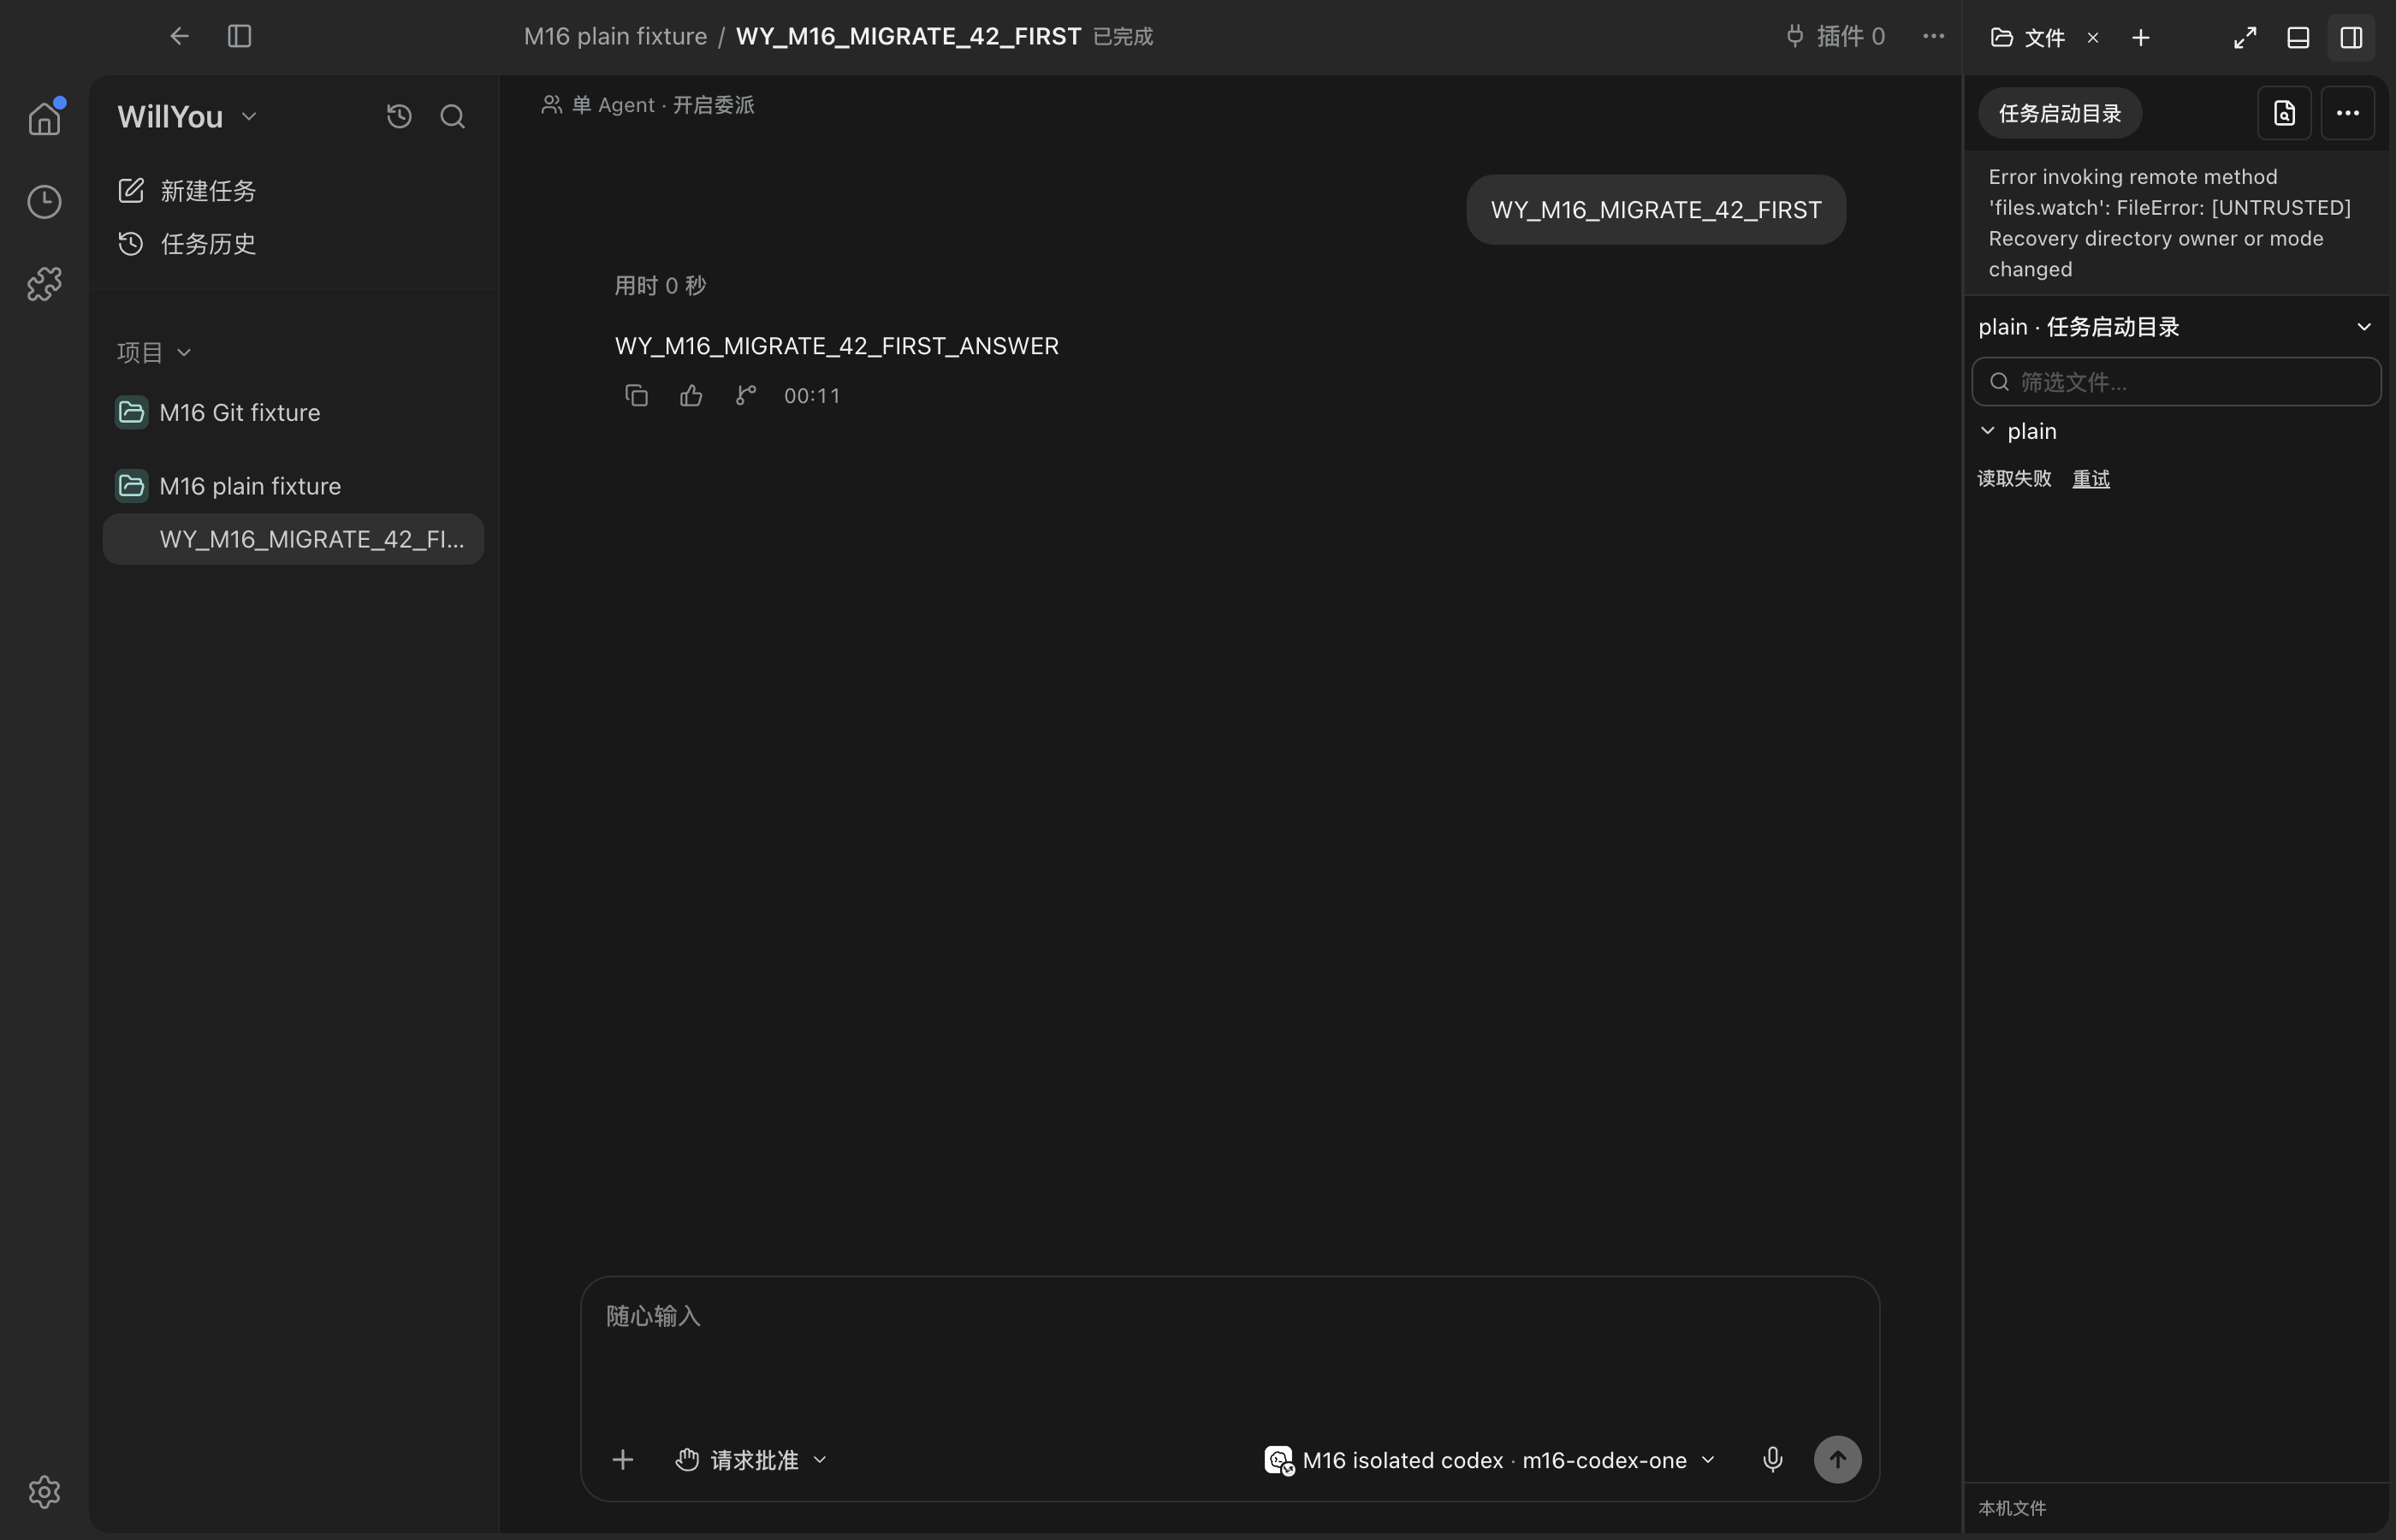 M16 plain fixture / WY_M16_MIGRATE_42_FIRST 已完成
插件 0
文件
WillYou
新建任务
任务历史
项目
M16 Git fixture
M16 plain fixture
WY_M16_MIGRATE_42_FI...
单 Agent · 开启委派
WY_M16_MIGRATE_42_FIRST
用时 0 秒
WY_M16_MIGRATE_42_FIRST_ANSWER
00:11
随心输入
请求批准
M16 isolated codex · m16-codex-one
任务启动目录
Error invoking remote method
'files.watch': FileError: [UNTRUSTED]
Recovery directory owner or mode
changed
plain · 任务启动目录
筛选文件...
plain
读取失败 重试
本机文件